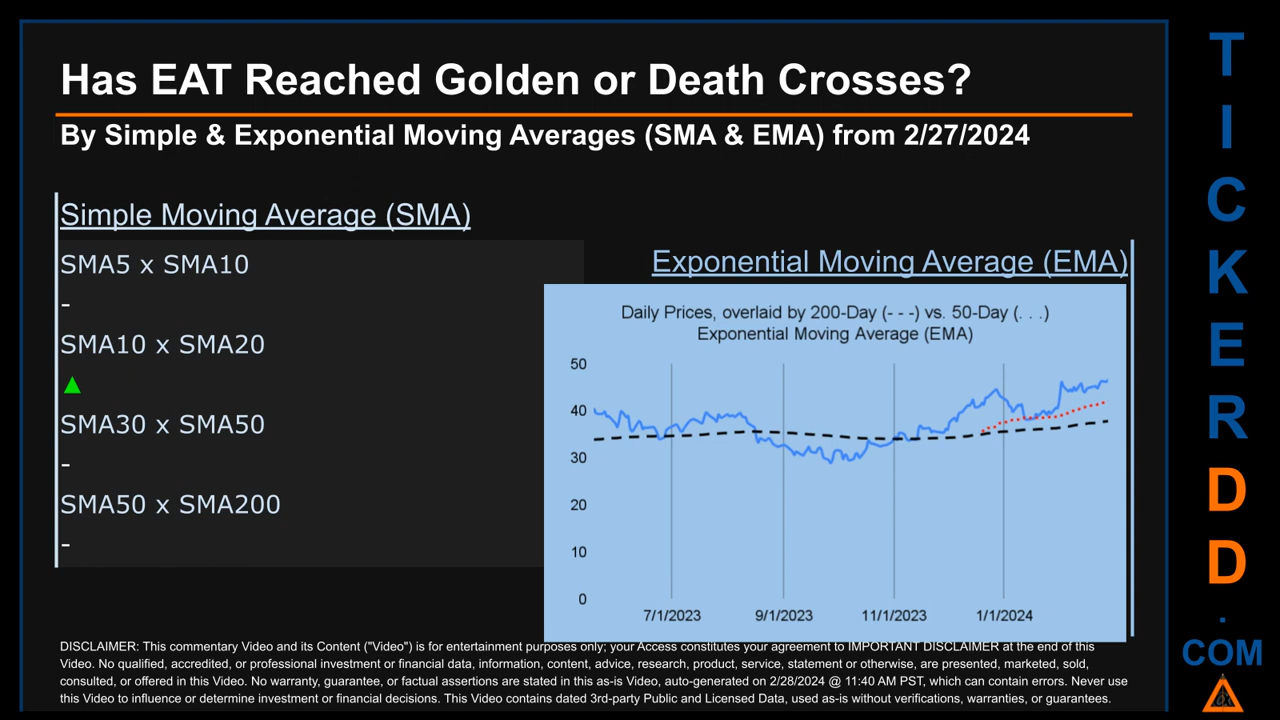 Has EAT Reached Golden or Death Crosses?
By Simple & Exponential Moving Averages (SMA & EMA) from 2/27/2024
Simple Moving Average (SMA)
SMA5 x SMA10
-
SMA10 x SMA20
▲
SMA30 x SMA50
-
SMA50 x SMA200
-
Exponential Moving Average (EMA)
Daily Prices, overlaid by 200-Day (- - -) vs. 50-Day (. . .)
Exponential Moving Average (EMA)
50
40
30
20
10
0
7/1/2023 9/1/2023 11/1/2023 1/1/2024
DISCLAIMER: This commentary Video and its Content ("Video") is for entertainment purposes only; your Access constitutes your agreement to IMPORTANT DISCLAIMER at the end of this
Video. No qualified, accredited, or professional investment or financial data, information, content, advice, research, product, service, statement or otherwise, are presented, marketed, sold,
consulted, or offered in this Video. No warranty, guarantee, or factual assertions are stated in this as-is Video, auto-generated on 2/28/2024 @ 11:40 AM PST, which can contain errors. Never use
this Video to influence or determine investment or financial decisions. This Video contains dated 3rd-party Public and Licensed Data, used as-is without verifications, warranties, or guarantees.
T
I
C
K
E
R
D
D
.
COM